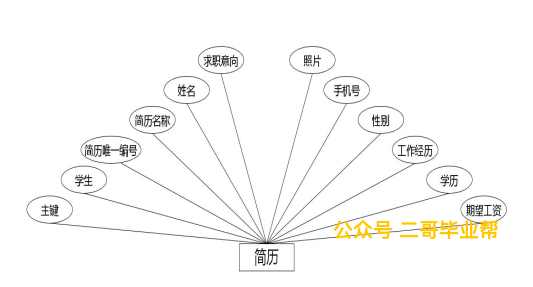 求职意向
照片
姓名
手机号
简历名称
性别
简历唯一编号
工作经历
学生
学历
主键
期望工资
公众号 二哥毕业帮
简历